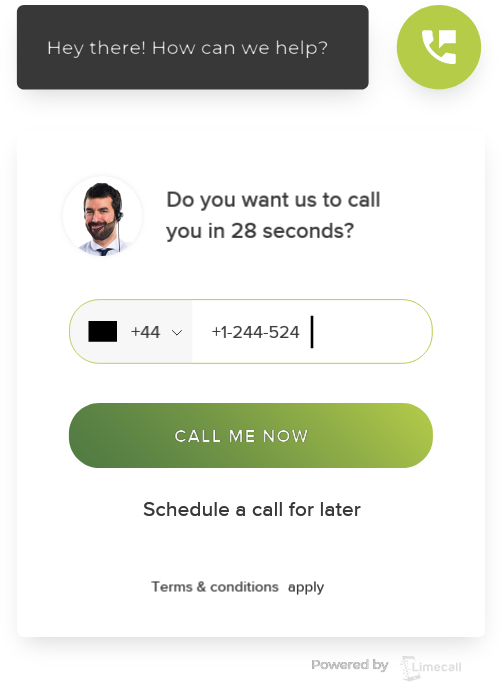 Hey there! How can we help?
Do you want us to call
you in 28 seconds?
+44 +1-244-524
CALL ME NOW
Schedule a call for later
Terms & conditions apply
Powered by Limecall